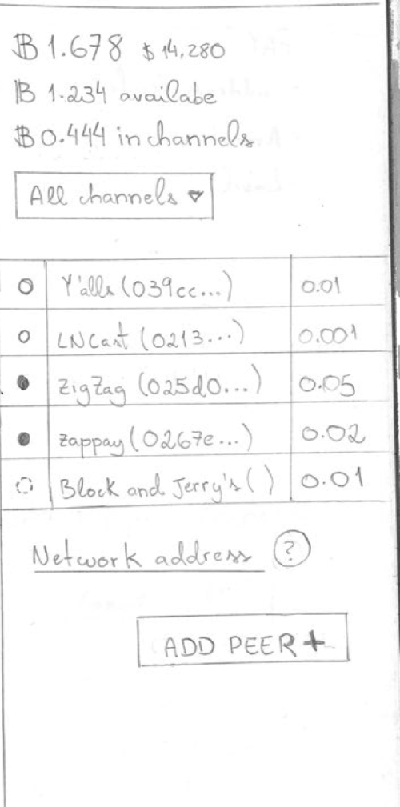 ₿ 1.678 $ 14.280
₿ 1.234 availabe
₿ 0.444 in channels
All channels ▾
Y'alls (039cc...) 0.01
LNCast (0213...) 0.001
ZigZag (025d0...) 0.05
Zappay (0267e...) 0.02
Block and Jerry's () 0.01
Network address ?
ADD PEER +